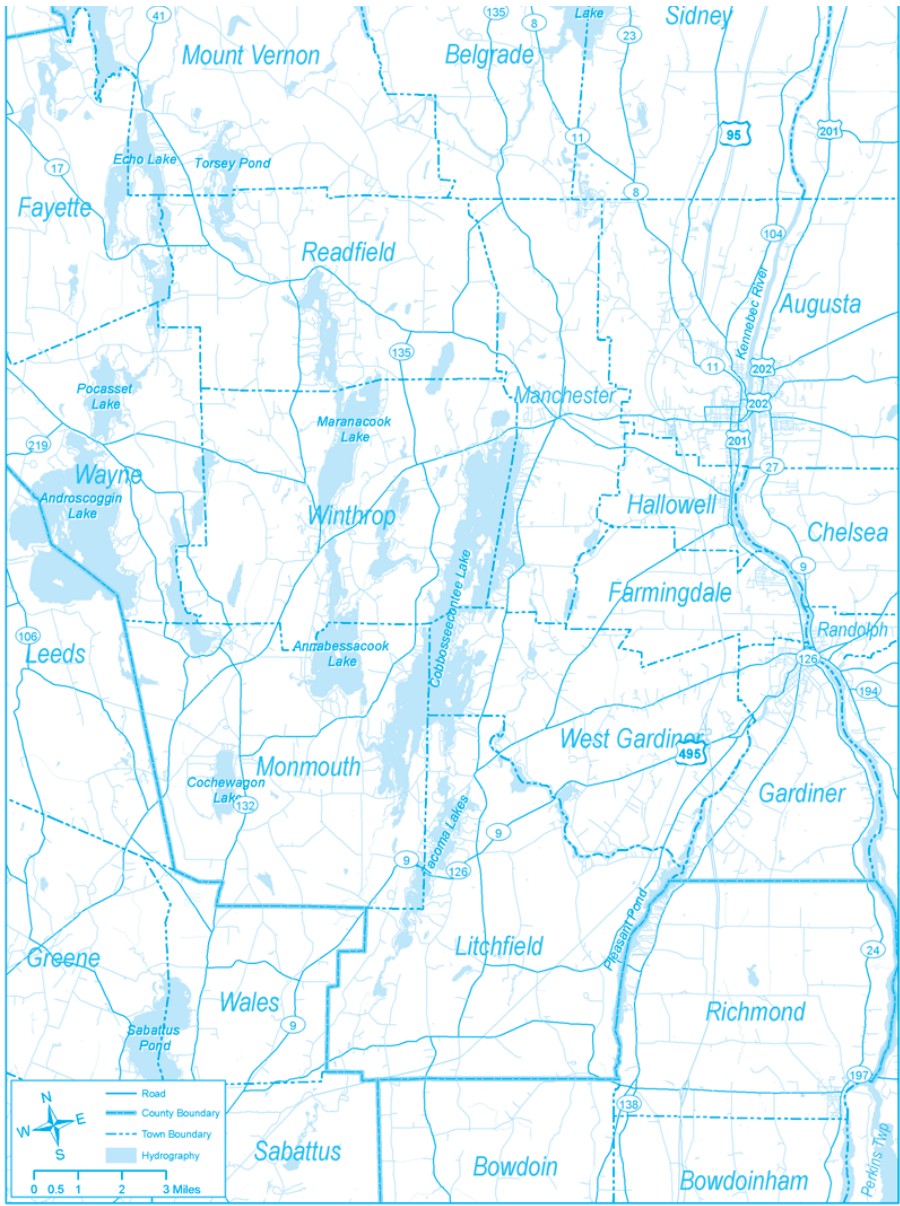 41
Mount Vernon
135
Belgrade
8
Lake
23
Sidney
95
201
11
Echo Lake
Torsey Pond
17
8
Fayette
104
Readfield
Kennebec River
Augusta
135
11
202
Pocasset
Lake
Manchester
202
Maranacook
Lake
219
201
Wayne
27
Androscoggin
Lake
Winthrop
Hallowell
Chelsea
9
Cobbosseecontee Lake
Farmingdale
106
Randolph
Leeds
Annabessacook
Lake
126
194
West Gardiner
495
Monmouth
Cochewagon
Lake
132
Gardiner
Tacoma Lakes
9
9
126
Pleasant Pond
Litchfield
24
Greene
Wales
Richmond
9
Sabattus
Pond
197
138
N
W
E
S
Road
County Boundary
Town Boundary
Hydrography
0 0.5 1 2 3 Miles
Sabattus
Bowdoin
Bowdoinham
Perkins Twp